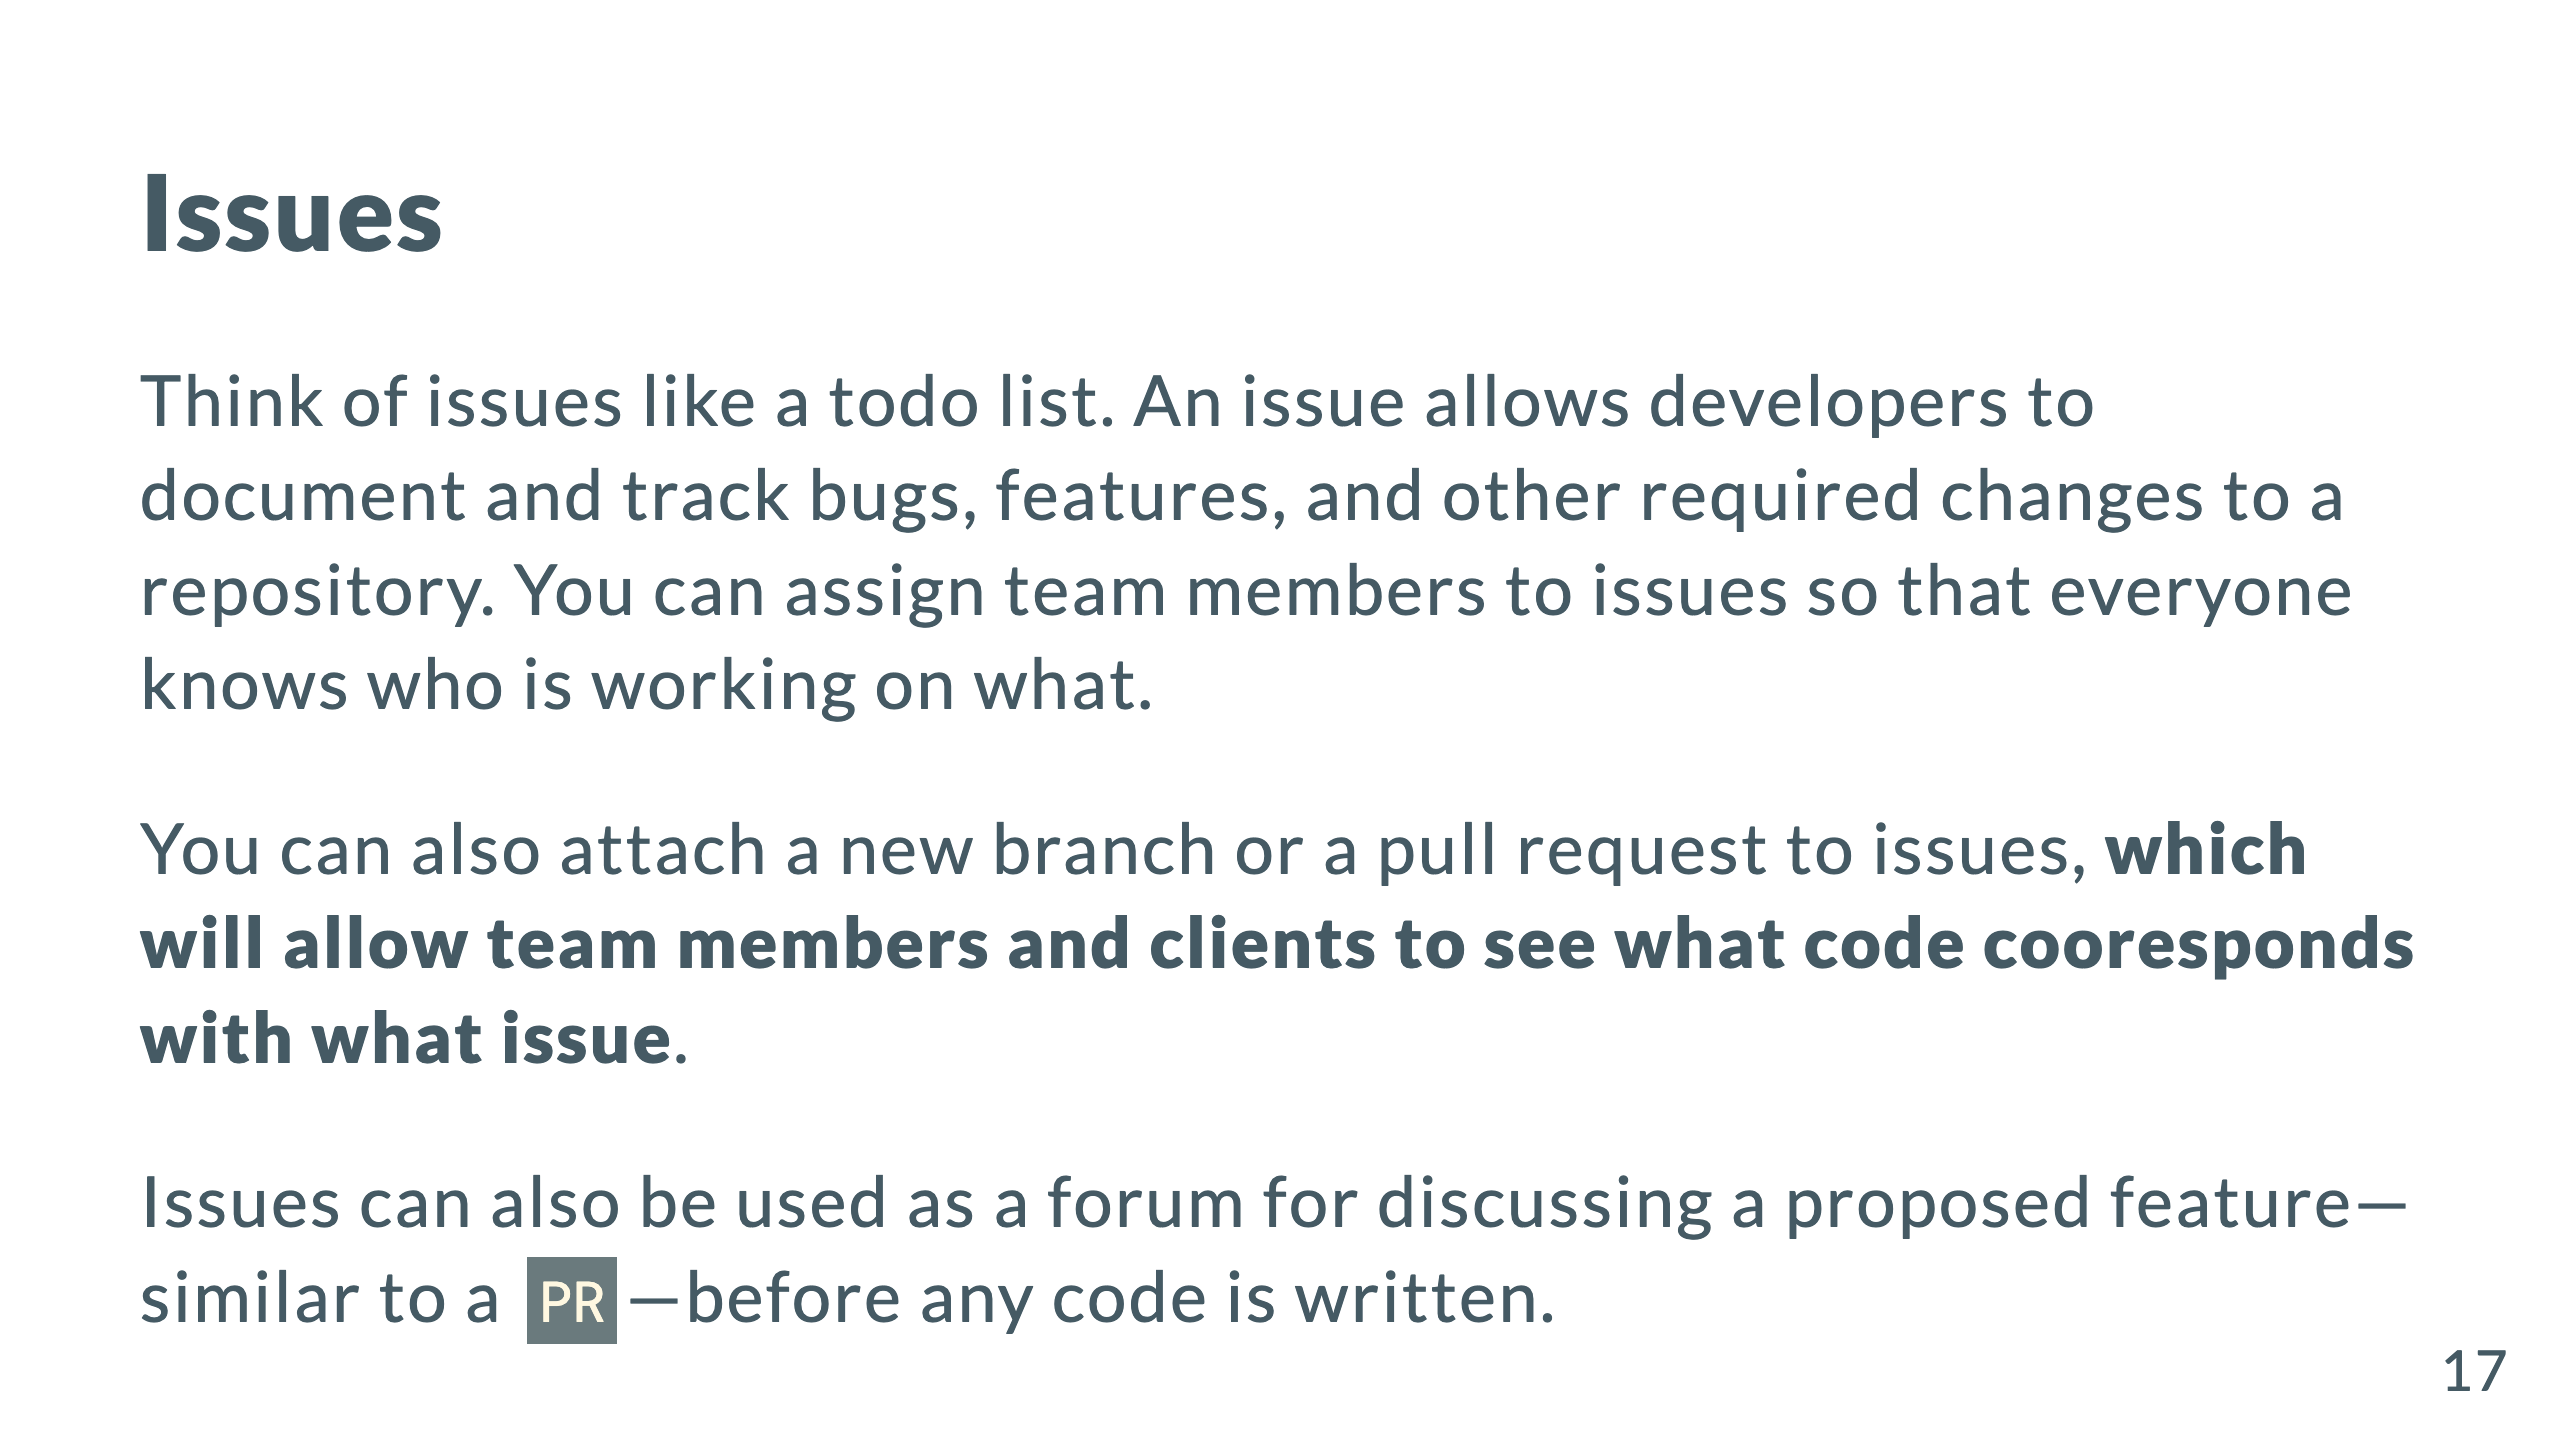 Issues
Think of issues like a todo list. An issue allows developers to
document and track bugs, features, and other required changes to a
repository. You can assign team members to issues so that everyone
knows who is working on what.
You can also attach a new branch or a pull request to issues, which
will allow team members and clients to see what code cooresponds
with what issue.
Issues can also be used as a forum for discussing a proposed feature—
similar to a PR—before any code is written.
17